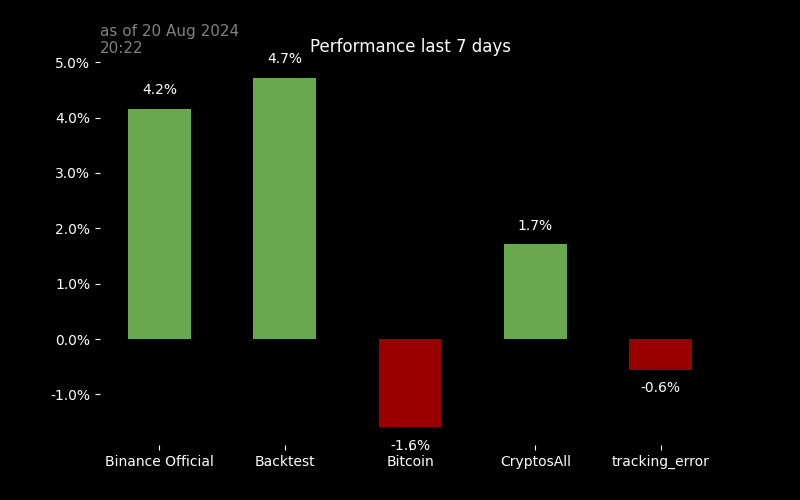 as of 20 Aug 2024
20:22
Performance last 7 days
5.0%
4.0%
3.0%
2.0%
1.0%
0.0%
-1.0%
4.2%
4.7%
-1.6%
1.7%
-0.6%
Binance Official
Backtest
Bitcoin
CryptosAll
tracking_error